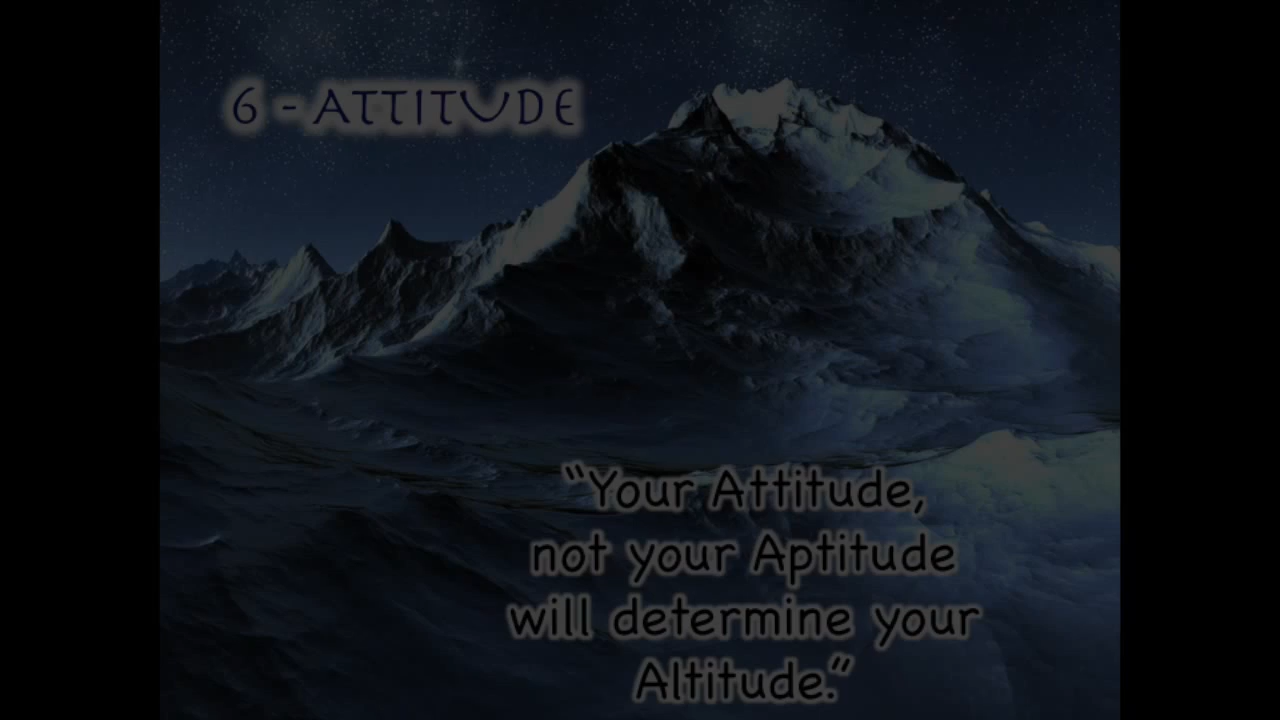 6 - ATTITUDE
“Your Attitude,
not your Aptitude
will determine your
Altitude.”